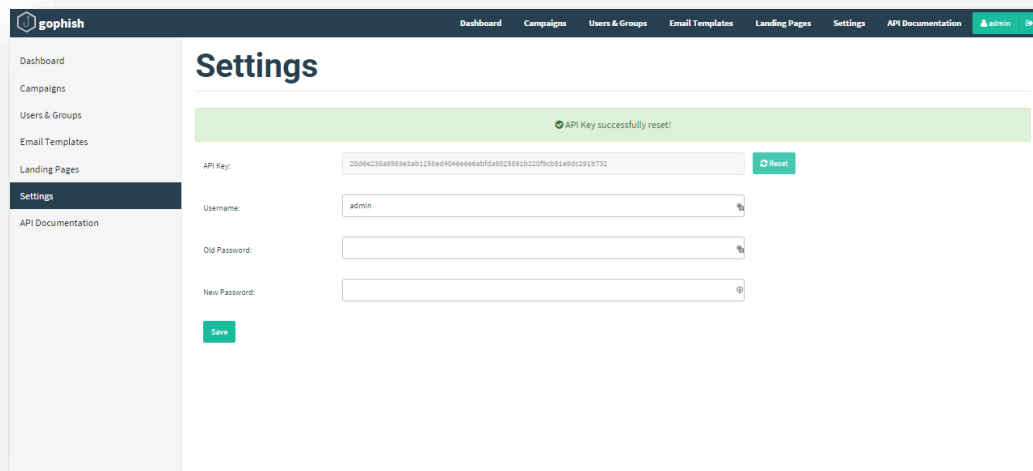 gophish
Dashboard Campaigns Users & Groups Email Templates Landing Pages Settings API Documentation admin
Dashboard
Campaigns
Users & Groups
Email Templates
Landing Pages
Settings
API Documentation
Settings
API Key successfully reset!
API Key: 28d6e236a9563e3ab1258ed4046e6e6abfda5825891b220f9cb51e9dc291b732 Reset
Username: admin
Old Password:
New Password:
Save